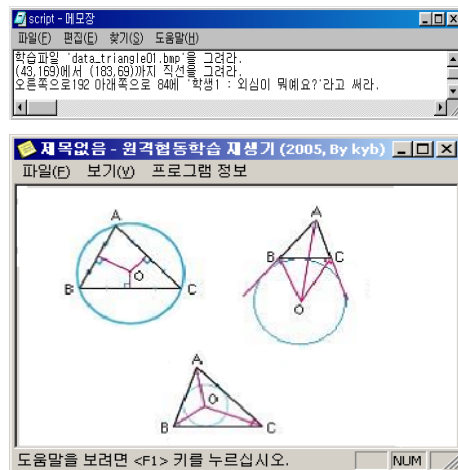 script - 메모장
파일(F) 편집(E) 찾기(S) 도움말(H)
학습파일 'data_triangle01.bmp'를 그려라.
(43,169)에서 (183,69)까지 직선을 그려라.
오른쪽으로192 아래쪽으로 84에 '학생1 : 외심이 뭐예요?'라고 써라.
제목없음 - 원격협동학습 재생기 (2005, By kyb)
파일(F) 보기(V) 프로그램 정보
A
B
C
O
A
B
C
O
A
B
C
O
도움말을 보려면 <F1> 키를 누르십시오.
NUM